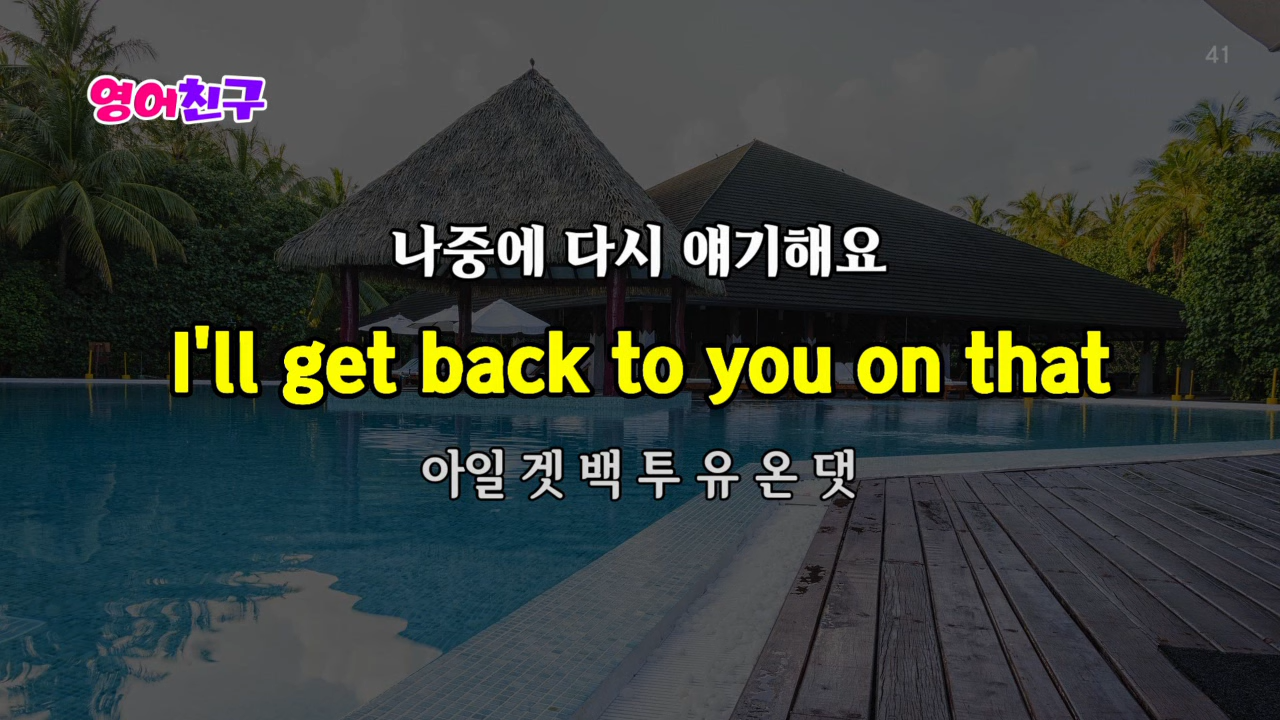 41
영어친구
나중에 다시 얘기해요
I'll get back to you on that
아일 겟 백 투 유 온 댓